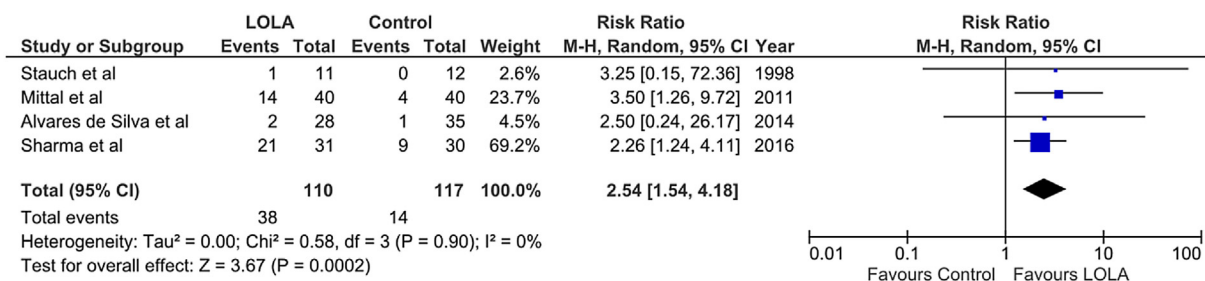 LOLA Control Risk Ratio Risk Ratio
Study or Subgroup Events Total Events Total Weight M-H, Random, 95% CI Year M-H, Random, 95% CI
Stauch et al 1 11 0 12 2.6% 3.25 [0.15, 72.36] 1998
Mittal et al 14 40 4 40 23.7% 3.50 [1.26, 9.72] 2011
Alvares de Silva et al 2 28 1 35 4.5% 2.50 [0.24, 26.17] 2014
Sharma et al 21 31 9 30 69.2% 2.26 [1.24, 4.11] 2016
Total (95% CI) 110 117 100.0% 2.54 [1.54, 4.18]
Total events 38 14
Heterogeneity: Tau² = 0.00; Chi² = 0.58, df = 3 (P = 0.90); I² = 0%
Test for overall effect: Z = 3.67 (P = 0.0002)
0.01 0.1 1 10 100
Favours Control Favours LOLA